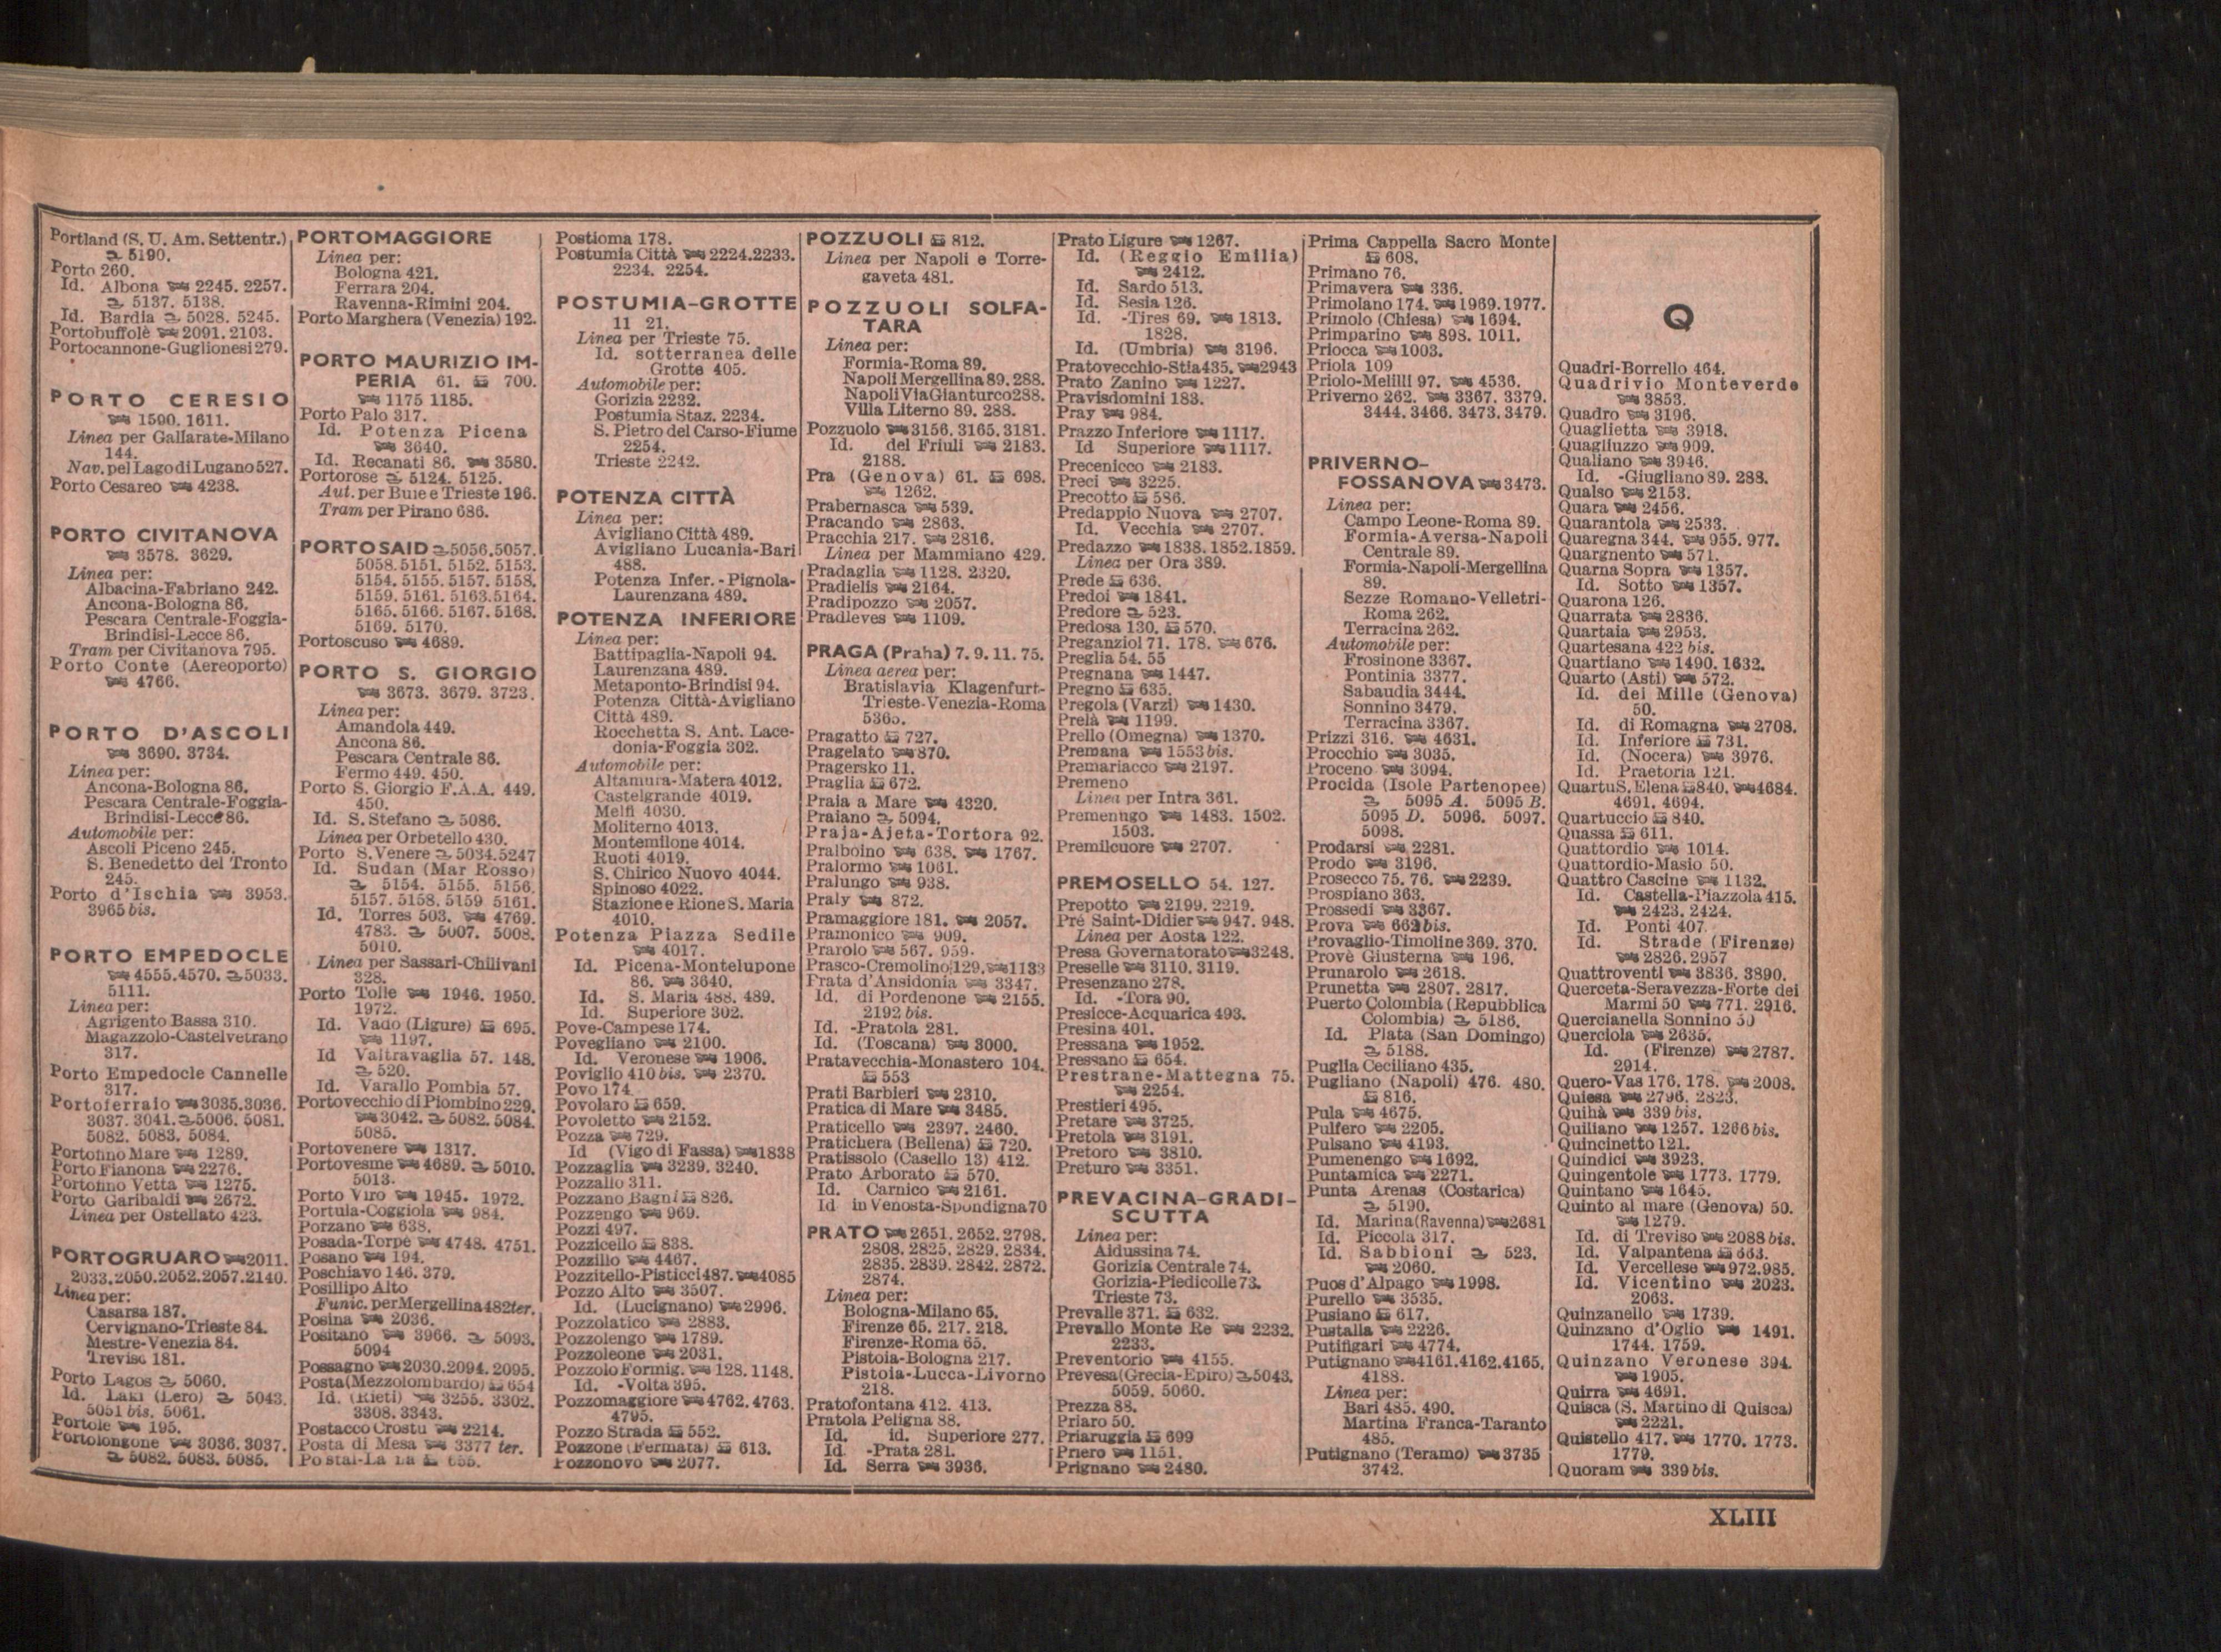 Portland (S. U. Am. Settentr.)
5190.
Porto 260.
Id. Albona 2245. 2257.
5137. 5138.
Id. Bardia 5028. 5245.
Portobuffolè 2091. 2103.
Portocannone-Guglionesi 279.
PORTO CERESIO
1590. 1611.
Linea per Gallarate-Milano
144.
Nav. pel Lago di Lugano 527.
Porto Cesareo 4238.
PORTO CIVITANOVA
3578. 3629.
Linea per:
Albacina-Fabriano 242.
Ancona-Bologna 86.
Pescara Centrale-Foggia-
Brindisi-Lecce 86.
Tram per Civitanova 795.
Porto Conte (Aereoporto)
4766.
PORTO D'ASCOLI
3690. 3734.
Linea per:
Ancona-Bologna 86.
Pescara Centrale-Foggia-
Brindisi-Lecce 86.
Automobile per:
Ascoli Piceno 245.
S. Benedetto del Tronto
245.
Porto d'Ischia 3953.
3965 bis.
PORTO EMPEDOCLE
4555. 4570. 5033.
5111.
Linea per:
Agrigento Bassa 310.
Magazzolo-Castelvetrano
317.
Porto Empedocle Cannelle
317.
Portoferraio 3035. 3036.
3037. 3041. 5006. 5081.
5082. 5083. 5084.
Portofino Mare 1289.
Porto Fianona 2276.
Portofino Vetta 1275.
Porto Garibaldi 2672.
Linea per Ostellato 423.
PORTOGRUARO 2011.
2033. 2050. 2052. 2057. 2140.
Linea per:
Casarsa 187.
Cervignano-Trieste 84.
Mestre-Venezia 84.
Treviso 181.
Porto Lagos 5060.
Id. Laki (Lero) 5043.
5051 bis. 5061.
Portole 195.
Portolongone 3036. 3037.
5082. 5083. 5085.
PORTOMAGGIORE
Linea per:
Bologna 421.
Ferrara 204.
Ravenna-Rimini 204.
Porto Marghera (Venezia) 192.
PORTO MAURIZIO IM-
PERIA 61. 700.
1175 1185.
Porto Palo 317.
Id. Potenza Picena
3640.
Id. Recanati 86. 3580.
Portorose 5124. 5125.
Aut. per Buie e Trieste 196.
Tram per Pirano 686.
PORTOSAID 5056. 5057.
5058. 5151. 5152. 5153.
5154. 5155. 5157. 5158.
5159. 5161. 5163. 5164.
5165. 5166. 5167. 5168.
5169. 5170.
Portoscuso 4689.
PORTO S. GIORGIO
3673. 3679. 3723.
Linea per:
Amandola 449.
Ancona 86.
Pescara Centrale 86.
Fermo 449. 450.
Porto S. Giorgio F.A.A. 449.
450.
Id. S. Stefano 5086.
Linea per Orbetello 430.
Porto S. Venere 5034. 5247
Id. Sudan (Mar Rosso)
5154. 5155. 5156.
5157. 5158. 5159 5161.
Id. Torres 503. 4769.
4783. 5007. 5008.
5010.
Linea per Sassari-Chilivani
328.
Porto Tolle 1946. 1950.
1972.
Id. Vado (Ligure) 695.
1197.
Id Valtravaglia 57. 148.
520.
Id. Varallo Pombia 57.
Portovecchio di Piombino 229.
3042. 5082. 5084.
5085.
Portovenere 1317.
Portovesme 4689. 5010.
5013.
Porto Viro 1945. 1972.
Portula-Coggiola 984.
Porzano 638.
Posada-Torpè 4748. 4751.
Posano 194.
Poschiavo 146. 379.
Posillipo Alto
Funic. per Mergellina 482 ter.
Posina 2036.
Positano 3966. 5093.
5094
Possagno 2030. 2094. 2095.
Posta (Mezzolombardo) 654
Id. (Rieti) 3255. 3302.
3308. 3343.
Postacco Crostu 2214.
Posta di Mesa 3377 ter.
Postal-La
Postioma 178.
Postumia Città 2224. 2233.
2234. 2254.
POSTUMIA-GROTTE
11 21.
Linea per Trieste 75.
Id. sotterranea delle
Grotte 405.
Automobile per:
Gorizia 2232.
Postumia Staz. 2234.
S. Pietro del Carso-Fiume
2254.
Trieste 2242.
POTENZA CITTÀ
Linea per:
Avigliano Città 489.
Avigliano Lucania-Bari
488.
Potenza Infer. - Pignola-
Laurenzana 489.
POTENZA INFERIORE
Linea per:
Battipaglia-Napoli 94.
Laurenzana 489.
Metaponto-Brindisi 94.
Potenza Città-Avigliano
Città 489.
Rocchetta S. Ant. Lace-
donia-Foggia 302.
Automobile per:
Altamura-Matera 4012.
Castelgrande 4019.
Melfi 4030.
Moliterno 4013.
Montemilone 4014.
Ruoti 4019.
S. Chirico Nuovo 4044.
Spinoso 4022.
Stazione e Rione S. Maria
4010.
Potenza Piazza Sedile
4017.
Id. Picena-Montelupone
86. 3640.
Id. S. Maria 488. 489.
Id. Superiore 302.
Pove-Campese 174.
Povegliano 2100.
Id. Veronese 1906.
Poviglio 410 bis. 2370.
Povo 174.
Povolaro 659.
Povoletto 2152.
Pozza 729.
Id (Vigo di Fassa) 1838
Pozzaglia 3239. 3240.
Pozzallo 311.
Pozzano Bagni 826.
Pozzengo 969.
Pozzi 497.
Pozzicello 838.
Pozzillo 4467.
Pozzitello-Pisticci 487. 4085
Pozzo Alto 3507.
Id. (Lucignano) 2996.
Pozzolatico 2883.
Pozzolengo 1789.
Pozzoleone 2031.
Pozzolo Formig. 128. 1148.
Id. -Volta 395.
Pozzomaggiore 4762. 4763.
4795.
Pozzo Strada 552.
Pozzone (Fermata) 613.
Pozzonovo 2077.
POZZUOLI 812.
Linea per Napoli e Torre-
gaveta 481.
POZZUOLI SOLFA-
TARA
Linea per:
Formia-Roma 89.
Napoli Mergellina 89. 288.
Napoli Via Gianturco 288.
Villa Literno 89. 288.
Pozzuolo 3156. 3165. 3181.
Id. del Friuli 2183.
2188.
Pra (Genova) 61. 698.
1262.
Prabernasca 539.
Pracando 2863.
Pracchia 217. 2816.
Linea per Mammiano 429.
Pradaglia 1128. 2320.
Pradielis 2164.
Pradipozzo 2057.
Pradleves 1109.
PRAGA (Praha) 7. 9. 11. 75.
Linea aerea per:
Bratislavia Klagenfurt-
Trieste-Venezia-Roma
5365.
Pragatto 727.
Pragelato 870.
Pragersko 11.
Praglia 672.
Praia a Mare 4320.
Praiano 5094.
Praja-Ajeta-Tortora 92.
Pralboino 638. 1767.
Pralormo 1061.
Pralungo 938.
Praly 872.
Pramaggiore 181. 2057.
Pramonico 909.
Prarolo 567. 959.
Prasco-Cremolino 129. 1133
Prata d'Ansidonia 3347.
Id. di Pordenone 2155.
2192 bis.
Id. -Pratola 281.
Id. (Toscana) 3000.
Pratavecchia-Monastero 104.
553
Prati Barbieri 2310.
Pratica di Mare 3485.
Praticello 2397. 2460.
Pratichera (Bellena) 720.
Pratissolo (Casello 13) 412.
Prato Arborato 570.
Id. Carnico 2161.
Id in Venosta-Spondigna 70
PRATO 2651. 2652. 2798.
2808. 2825. 2829. 2834.
2835. 2839. 2842. 2872.
2874.
Linea per:
Bologna-Milano 65.
Firenze 65. 217. 218.
Firenze-Roma 65.
Pistoia-Bologna 217.
Pistoia-Lucca-Livorno
218.
Pratofontana 412. 413.
Pratola Peligna 88.
Id. id. Superiore 277.
Id -Prata 281.
Id. Serra 3936.
Prato Ligure 1267.
Id. (Reggio Emilia)
2412.
Id. Sardo 513.
Id. Sesia 126.
Id. -Tires 69. 1813.
1828.
Id. (Umbria) 3196.
Pratovecchio-Stia 435. 2943
Prato Zanino 1227.
Pravisdomini 183.
Pray 984.
Prazzo Inferiore 1117.
Id Superiore 1117.
Precenicco 2183.
Preci 3225.
Precotto 586.
Predappio Nuova 2707.
Id. Vecchia 2707.
Predazzo 1838. 1852. 1859.
Linea per Ora 389.
Prede 636.
Predoi 1841.
Predore 523.
Predosa 130. 570.
Preganziol 71. 178. 676.
Preglia 54. 55
Pregnana 1447.
Pregno 635.
Pregola (Varzi) 1430.
Prelà 1199.
Prello (Omegna) 1370.
Premana 1553 bis.
Premariacco 2197.
Premeno
Linea per Intra 361.
Premenugo 1483. 1502.
1503.
Premilcuore 2707.
PREMOSELLO 54. 127.
Prepotto 2199. 2219.
Pré Saint-Didier 947. 948.
Linea per Aosta 122.
Presa Governatorato 3248.
Preselle 3110. 3119.
Presenzano 278.
Id. -Tora 90.
Presicce-Acquarica 493.
Presina 401.
Pressana 1952.
Pressano 654.
Prestrane-Mattegna 75.
2254.
Prestieri 495.
Pretare 3725.
Pretola 3191.
Pretoro 3810.
Preturo 3351.
PREVACINA-GRADI-
SCUTTA
Linea per:
Aidussina 74.
Gorizia Centrale 74.
Gorizia-Piedicolle 73.
Trieste 73.
Prevalle 371. 632.
Prevallo Monte Re 2232.
2233.
Preventorio 4155.
Prevesa (Grecia-Epiro) 5043.
5059. 5060.
Prezza 88.
Priaro 50.
Priaruggia 699
Priero 1151.
Prignano 2480.
Prima Cappella Sacro Monte
608.
Primano 76.
Primavera 336.
Primolano 174. 1969. 1977.
Primolo (Chiesa) 1694.
Primparino 898. 1011.
Priocca 1003.
Priola 109
Priolo-Melilli 97. 4536.
Priverno 262. 3367. 3379.
3444. 3466. 3473. 3479.
PRIVERNO-
FOSSANOVA 3473.
Linea per:
Campo Leone-Roma 89.
Formia-Aversa-Napoli
Centrale 89.
Formia-Napoli-Mergellina
89.
Sezze Romano-Velletri-
Roma 262.
Terracina 262.
Automobile per:
Frosinone 3367.
Pontinia 3377.
Sabaudia 3444.
Sonnino 3479.
Terracina 3367.
Prizzi 316. 4631.
Procchio 3035.
Proceno 3094.
Procida (Isole Partenopee)
5095 A. 5095 B.
5095 D. 5096. 5097.
5098.
Prodarsi 2281.
Prodo 3196.
Prosecco 75. 76. 2239.
Prospiano 363.
Prossedi 3367.
Prova 662 bis.
Provaglio-Timoline 369. 370.
Provè Giusterna 196.
Prunarolo 2618.
Prunetta 2807. 2817.
Puerto Colombia (Repubblica
Colombia) 5186.
Id. Plata (San Domingo)
5188.
Puglia Ceciliano 435.
Pugliano (Napoli) 476. 480.
816.
Pula 4675.
Pulfero 2205.
Pulsano 4193.
Pumenengo 1692.
Puntamica 2271.
Punta Arenas (Costarica)
5190.
Id. Marina (Ravenna) 2681
Id. Piccola 317.
Id. Sabbioni 523.
2060.
Puos d'Alpago 1998.
Purello 3535.
Pusiano 617.
Pustalla 2226.
Putifigari 4774.
Putignano 4161. 4162. 4165.
4188.
Linea per:
Bari 485. 490.
Martina Franca-Taranto
485.
Putignano (Teramo) 3735
3742.
Q
Quadri-Borrello 464.
Quadrivio Monteverde
3853.
Quadro 3196.
Quaglietta 3918.
Quagliuzzo 909.
Qualiano 3946.
Id. -Giugliano 89. 288.
Qualso 2153.
Quara 2456.
Quarantola 2533.
Quaregna 344. 955. 977.
Quargnento 571.
Quarna Sopra 1357.
Id. Sotto 1357.
Quarona 126.
Quarrata 2836.
Quartaia 2953.
Quartesana 422 bis.
Quartiano 1490. 1632.
Quarto (Asti) 572.
Id. dei Mille (Genova)
50.
Id. di Romagna 2708.
Id. Inferiore 731.
Id. (Nocera) 3976.
Id. Praetoria 121.
Quartu S. Elena 840. 4684.
4691. 4694.
Quartuccio 840.
Quassa 611.
Quattordio 1014.
Quattordio-Masio 50.
Quattro Cascine 1132.
Id. Castella-Piazzola 415.
2423. 2424.
Id. Ponti 407.
Id. Strade (Firenze)
2826. 2957
Quattroventi 3836. 3890.
Querceta-Seravezza-Forte dei
Marmi 50 771. 2916.
Quercianella Sonnino 50
Querciola 2635.
Id. (Firenze) 2787.
2914.
Quero-Vas 176. 178. 2008.
Quiesa 2796. 2823.
Quihà 339 bis.
Quiliano 1257. 1266 bis.
Quincinetto 121.
Quindici 3923.
Quingentole 1773. 1779.
Quintano 1645.
Quinto al mare (Genova) 50.
1279.
Id. di Treviso 2088 bis.
Id. Valpantena 663.
Id. Vercellese 972. 985.
Id. Vicentino 2023.
2063.
Quinzanello 1739.
Quinzano d'Oglio 1491.
1744. 1759.
Quinzano Veronese 394.
1905.
Quirra 4691.
Quisca (S. Martino di Quisca)
2221.
Quistello 417. 1770. 1773.
1779.
Quoram 339 bis.
XLIII